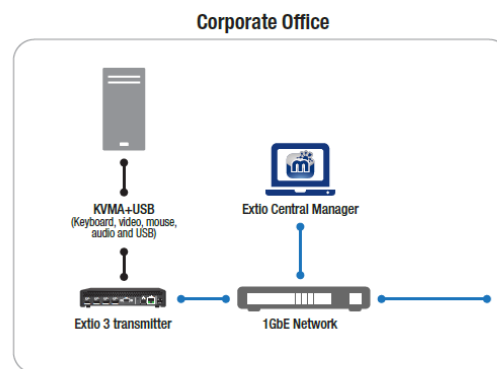 Corporate Office
KVMA+USB
(Keyboard, video, mouse,
audio and USB)
Extio Central Manager
Extio 3 transmitter
1GbE Network
m